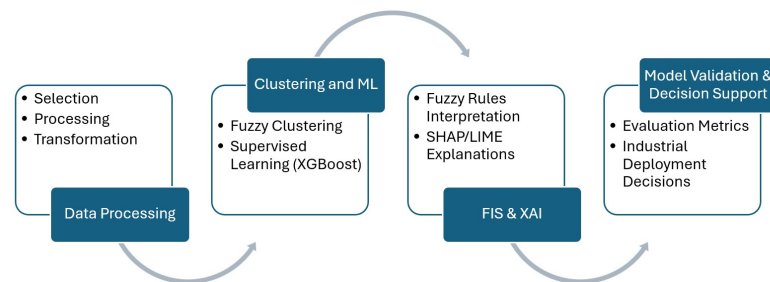 • Selection
• Processing
• Transformation
Data Processing
Clustering and ML
• Fuzzy Clustering
• Supervised
Learning (XGBoost)
• Fuzzy Rules
Interpretation
• SHAP/LIME
Explanations
FIS & XAI
Model Validation &
Decision Support
• Evaluation Metrics
• Industrial
Deployment
Decisions